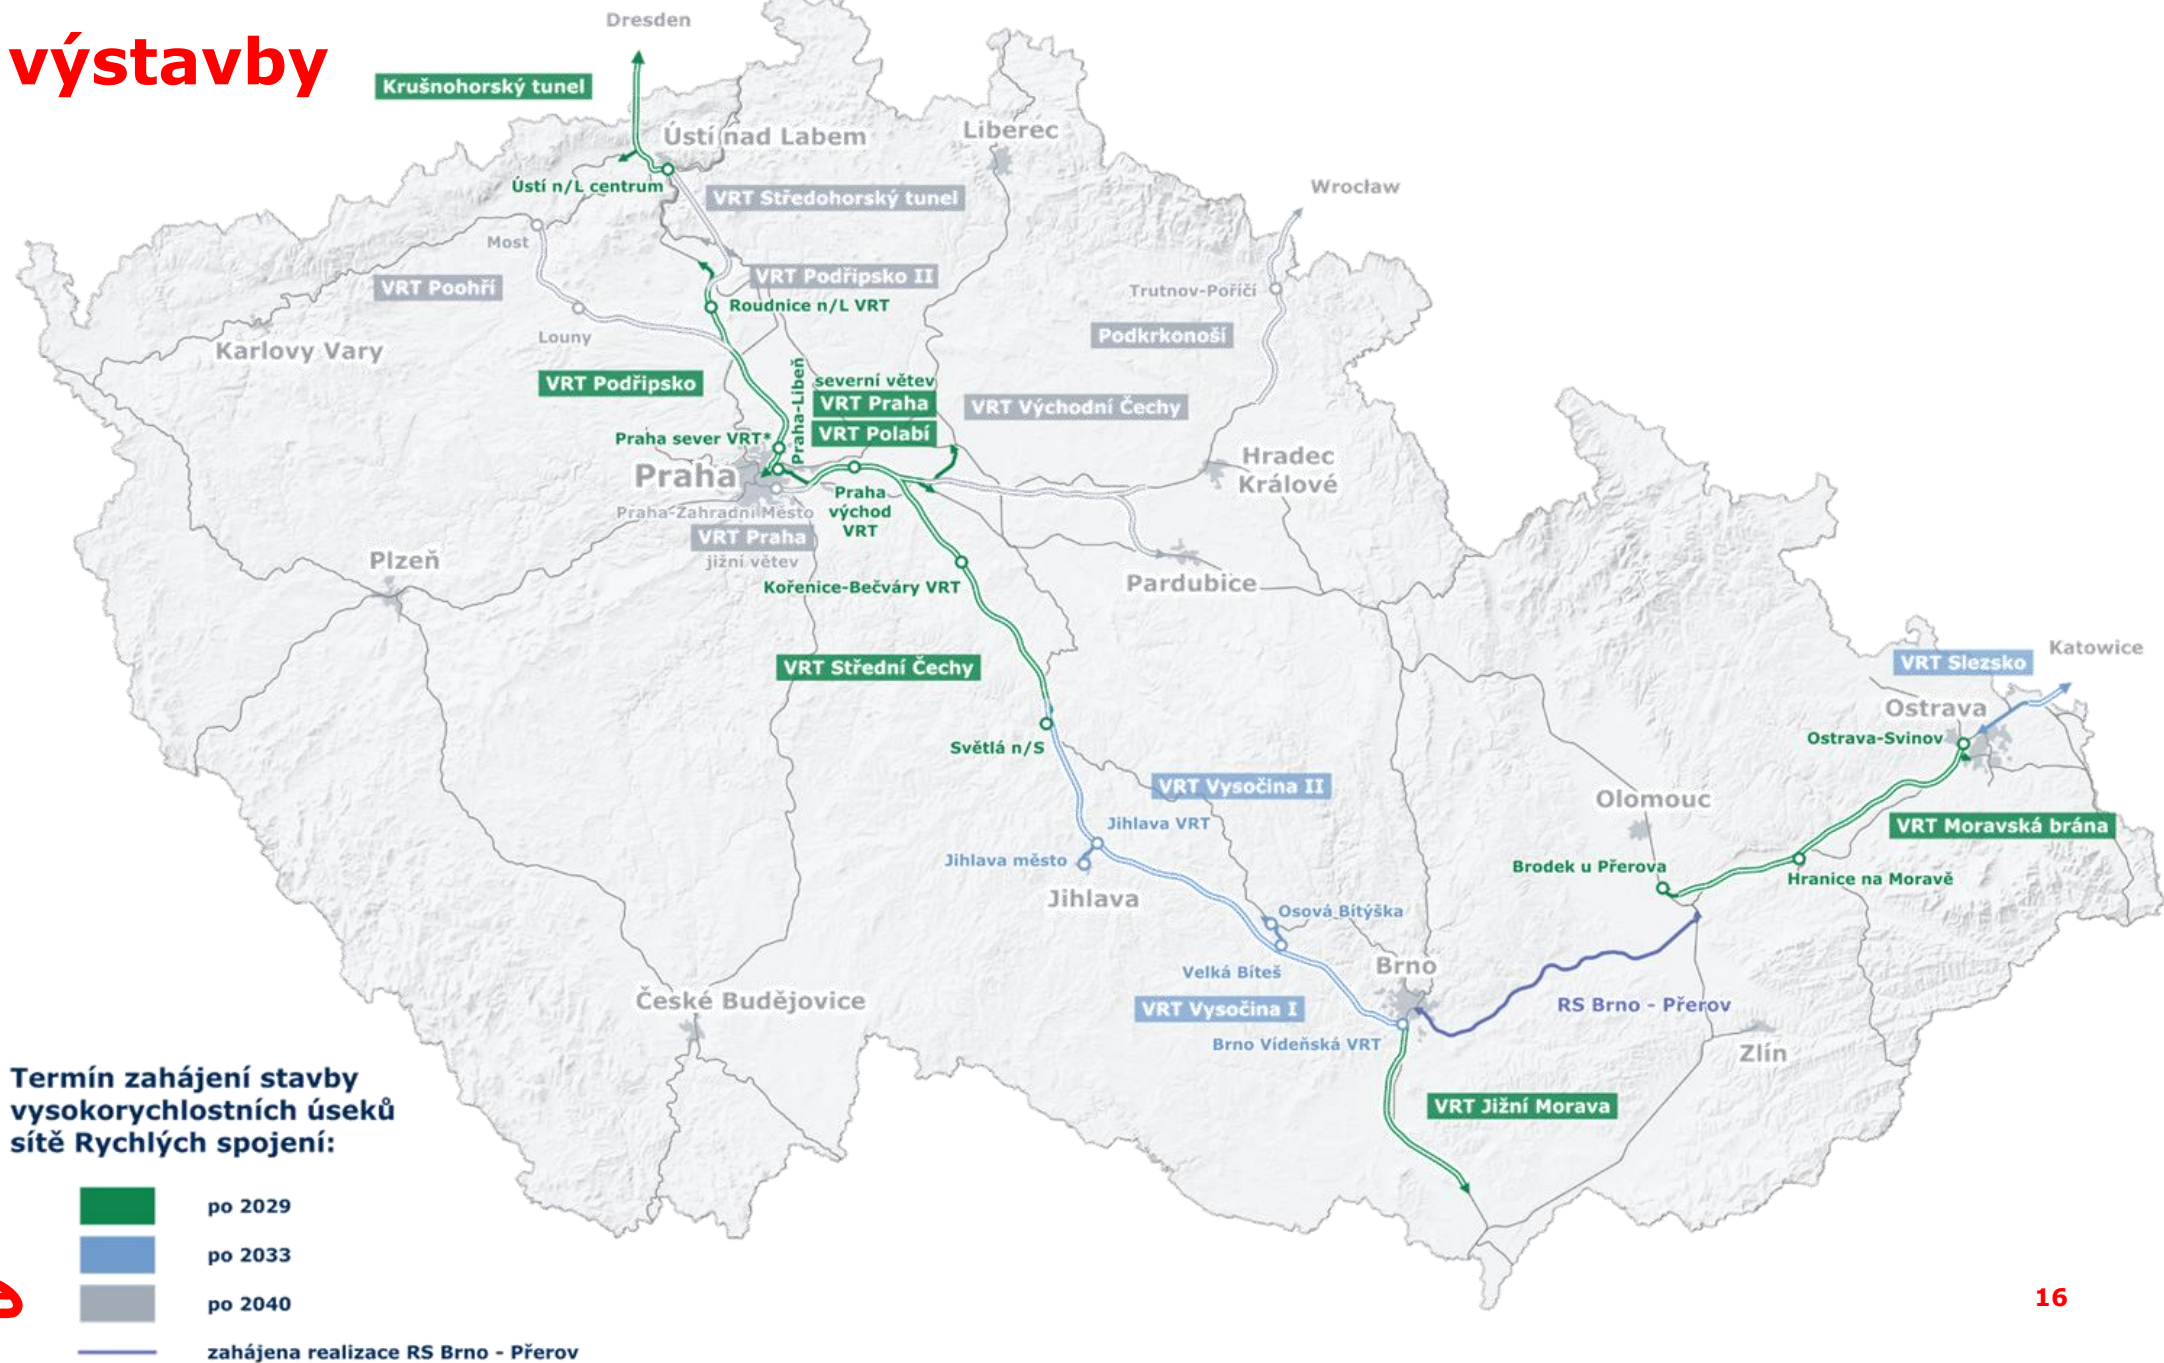 výstavby
Dresden
Krušnohorský tunel
Ústí nad Labem
Liberec
Ústí n/L centrum
VRT Středohorský tunel
Wrocław
Most
VRT Poohří
VRT Podřipsko II
Roudnice n/L VRT
Trutnov-Poříčí
Louny
Podkrkonoší
Karlovy Vary
VRT Podřipsko
Praha-Libeň
severní větev
VRT Praha
VRT Polabí
VRT Východní Čechy
Praha sever VRT*
Praha
Hradec
Králové
Praha-Zahradní Město
Praha
východ
VRT
VRT Praha
jižní větev
Plzeň
Kořenice-Bečváry VRT
Pardubice
VRT Střední Čechy
VRT Slezsko
Katowice
Ostrava
Ostrava-Svinov
Světlá n/S
VRT Vysočina II
Olomouc
Jihlava VRT
VRT Moravská brána
Jihlava město
Brodek u Přerova
Hranice na Moravě
Jihlava
Osová Bítýška
Velká Bíteš
Brno
České Budějovice
VRT Vysočina I
RS Brno - Přerov
Brno Vídeňská VRT
Zlín
VRT Jižní Morava
Termín zahájení stavby
vysokorychlostních úseků
sítě Rychlých spojení:
po 2029
po 2033
po 2040
zahájena realizace RS Brno - Přerov
16